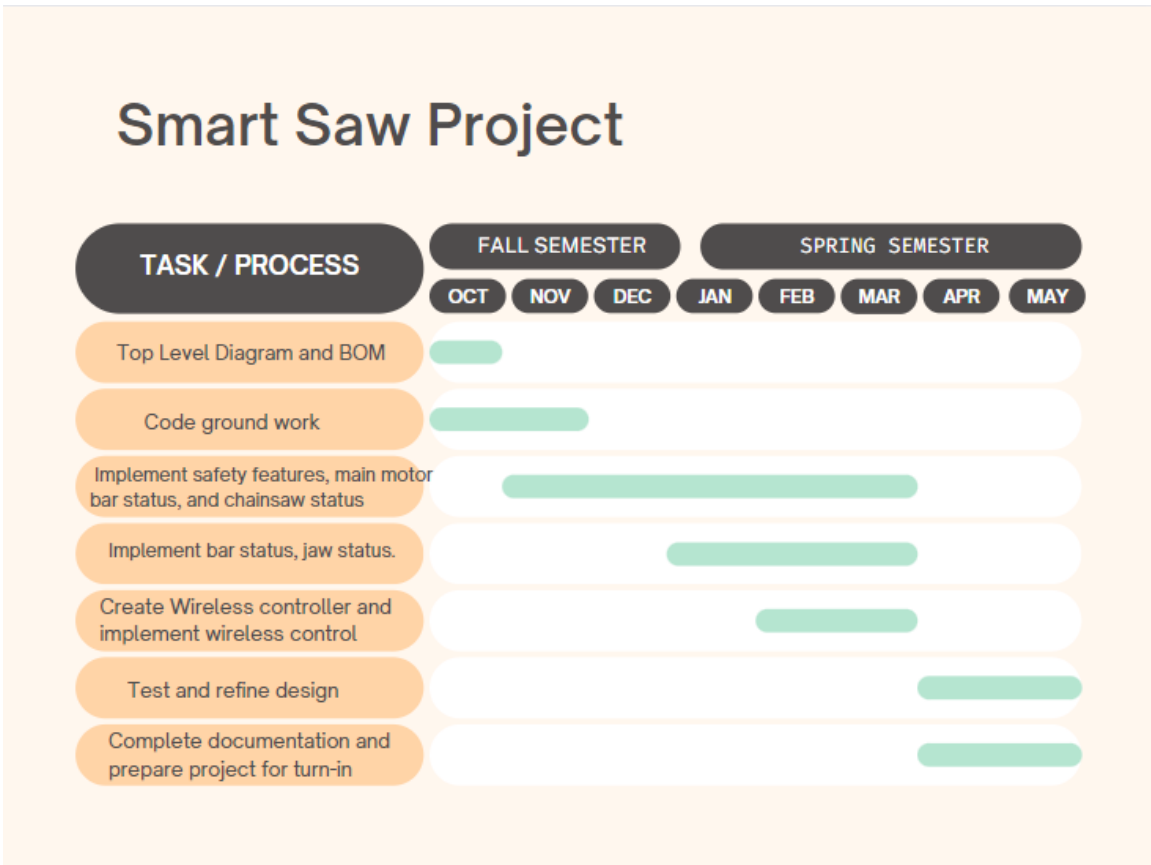 Smart Saw Project
TASK / PROCESS
FALL SEMESTER
SPRING SEMESTER
OCT
NOV
DEC
JAN
FEB
MAR
APR
MAY
Top Level Diagram and BOM
Code ground work
Implement safety features, main motor
bar status, and chainsaw status
Implement bar status, jaw status.
Create Wireless controller and
implement wireless control
Test and refine design
Complete documentation and
prepare project for turn-in